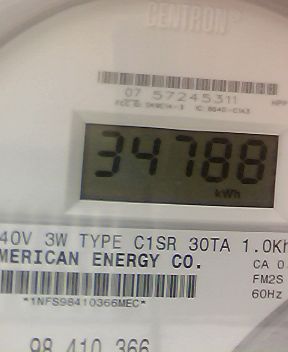 CENTRON
07 57245311
34788
kWh
40V 3W TYPE C1SR 30TA 1.0Kh
MERICAN ENERGY CO.
CA 0.
FM2S
60Hz
*1NFS98410366MEC*
98 410 366